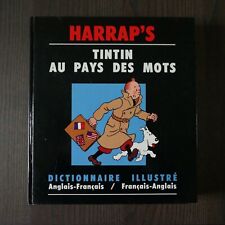 HARRAP'S
TINTIN
AU PAYS DES MOTS
DICTIONNAIRE ILLUSTRÉ
Anglais-Français / Français-Anglais